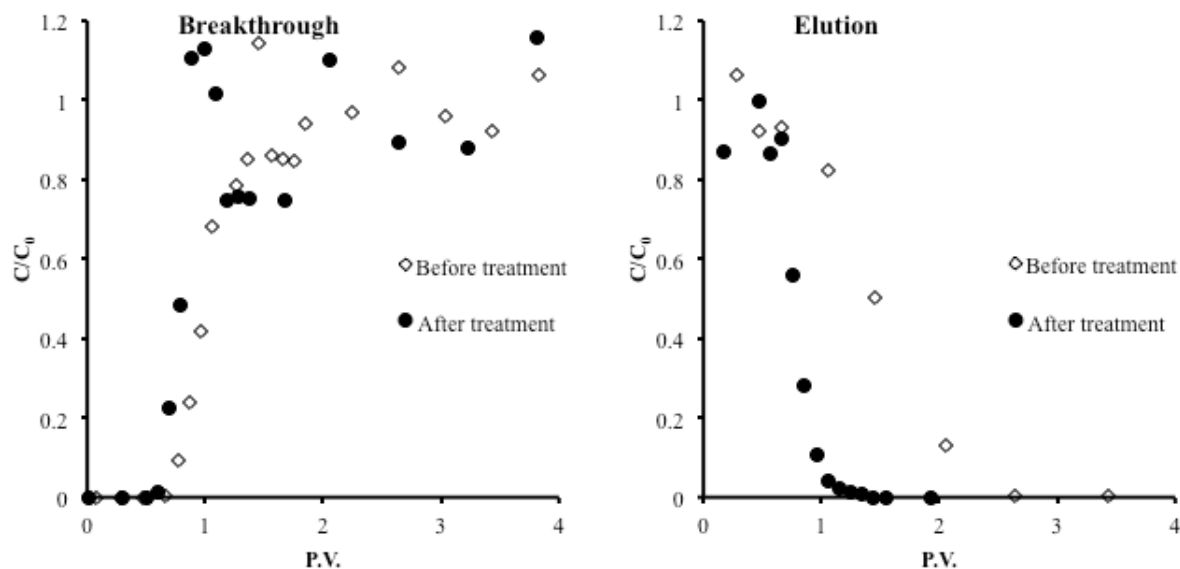 Breakthrough
1.2
1
0.8
0.6
0.4
0.2
0
C/C0
0 1 2 3 4
P.V.
Before treatment
After treatment
Elution
1.2
1
0.8
0.6
0.4
0.2
0
C/C0
0 1 2 3 4
P.V.
Before treatment
After treatment